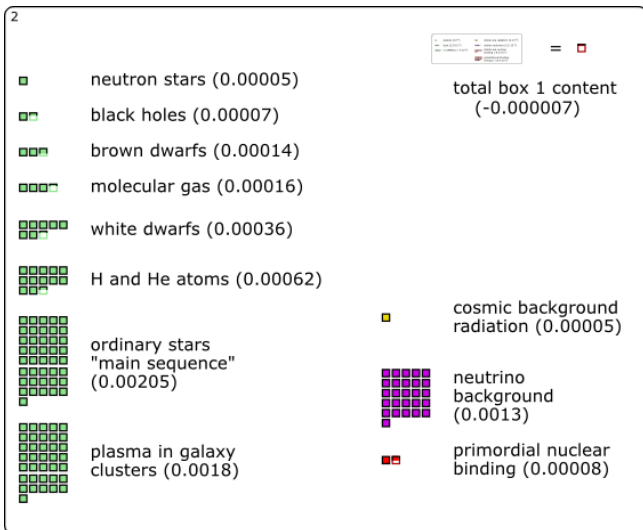 2
neutron stars (0.00005)
black holes (0.00007)
brown dwarfs (0.00014)
molecular gas (0.00016)
white dwarfs (0.00036)
H and He atoms (0.00062)
ordinary stars
"main sequence"
(0.00205)
plasma in galaxy
clusters (0.0018)
=
total box 1 content
(-0.000007)
cosmic background
radiation (0.00005)
neutrino
background
(0.0013)
primordial nuclear
binding (0.00008)